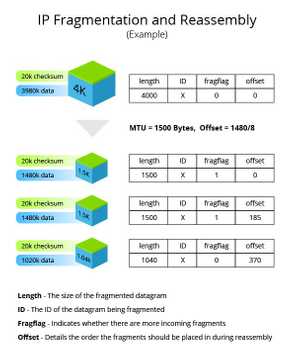 IP Fragmentation and Reassembly
(Example)
20k checksum
3980k data
4K
length ID fragflag offset
4000 X 0 0
MTU = 1500 Bytes, Offset = 1480/8
20k checksum
1480k data
1.5K
length ID fragflag offset
1500 X 1 0
20k checksum
1480k data
1.5K
length ID fragflag offset
1500 X 1 185
20k checksum
1020k data
1.04K
length ID fragflag offset
1040 X 0 370
Length - The size of the fragmented datagram
ID - The ID of the datagram being fragmented
Fragflag - Indicates whether there are more incoming fragments
Offset - Details the order the fragments should be placed in during reassembly